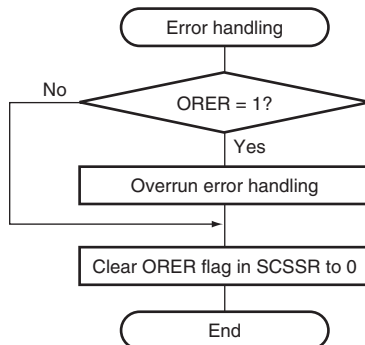 Error handling
No
ORER = 1?
Yes
Overrun error handling
Clear ORER flag in SCSSR to 0
End